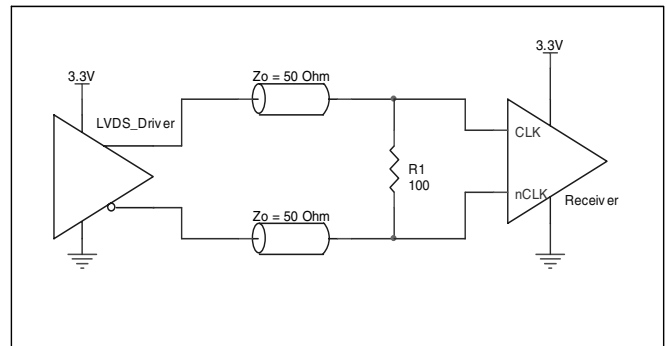 3.3V
Zo = 50 Ohm
3.3V
LVDS_Driver
CLK
R1
100
nCLK
Receiver
Zo = 50 Ohm